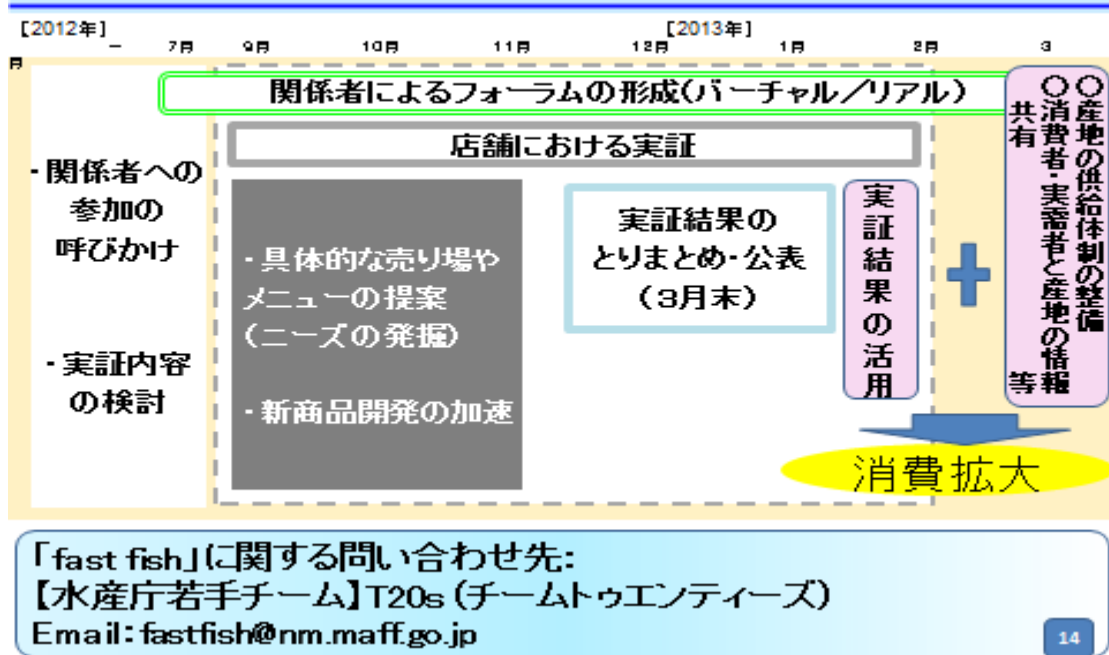 ［2012年］
［2013年］
－ 7月 9月 10月 11月 12月 1月 2月 3
月
関係者によるフォーラムの形成(バーチャル／リアル)
店舗における実証
・関係者への
参加の
呼びかけ
・実証内容
の検討
・具体的な売り場や
メニューの提案
(ニーズの発掘)
・新商品開発の加速
実証結果の
とりまとめ・公表
(3月末)
実証結果の活用
○産地の供給体制の整備
○消費者・実需者と産地の情報
共有 等
消費拡大
「fast fish」に関する問い合わせ先:
【水産庁若手チーム】T20s (チームトゥエンティーズ)
Email：fastfish@nm.maff.go.jp
14